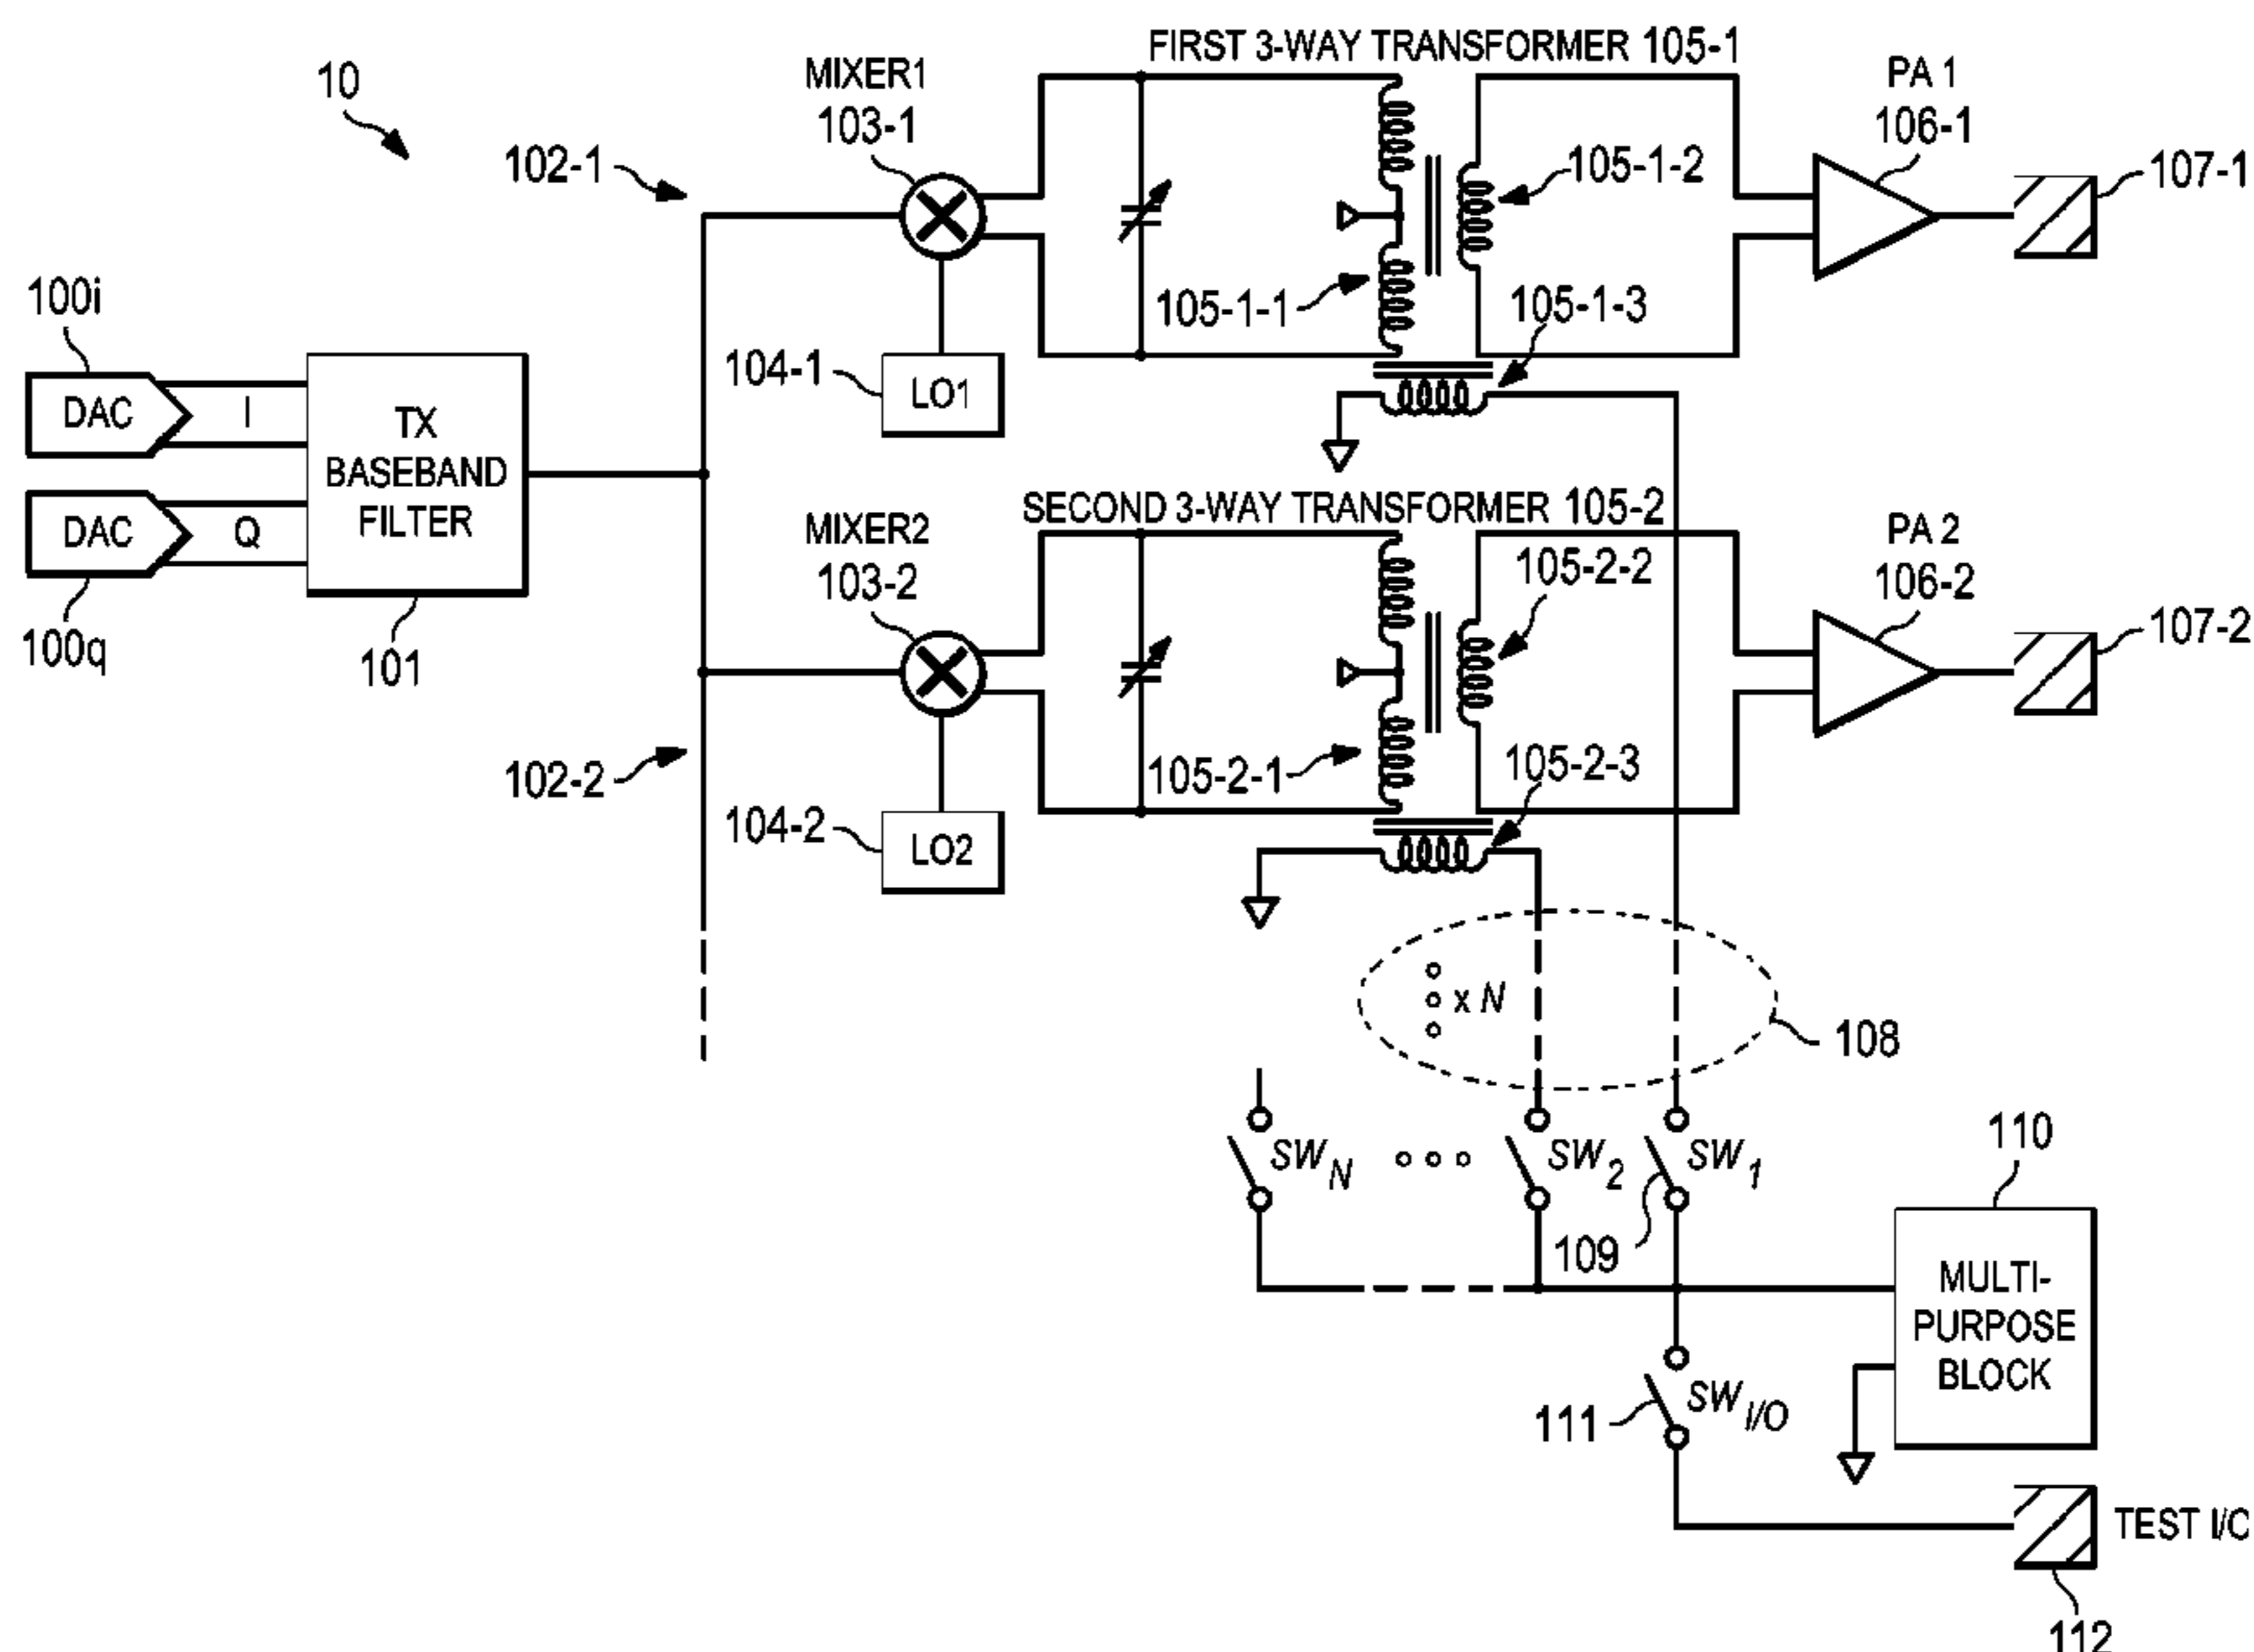 FIRST 3-WAY TRANSFORMER 105-1
10
MIXER1
103-1
PA 1
106-1
102-1
105-1-2
107-1
100i
105-1-1
105-1-3
DAC
I
104-1
LO1
TX
BASEBAND
FILTER
DAC
Q
SECOND 3-WAY TRANSFORMER 105-2
MIXER2
103-2
PA 2
106-2
105-2-2
100q
101
107-2
102-2
105-2-1
105-2-3
104-2
LO2
x N
108
110
SW N
SW 2
SW 1
109
MULTI-
PURPOSE
BLOCK
111
SW I/O
TEST I/O
112